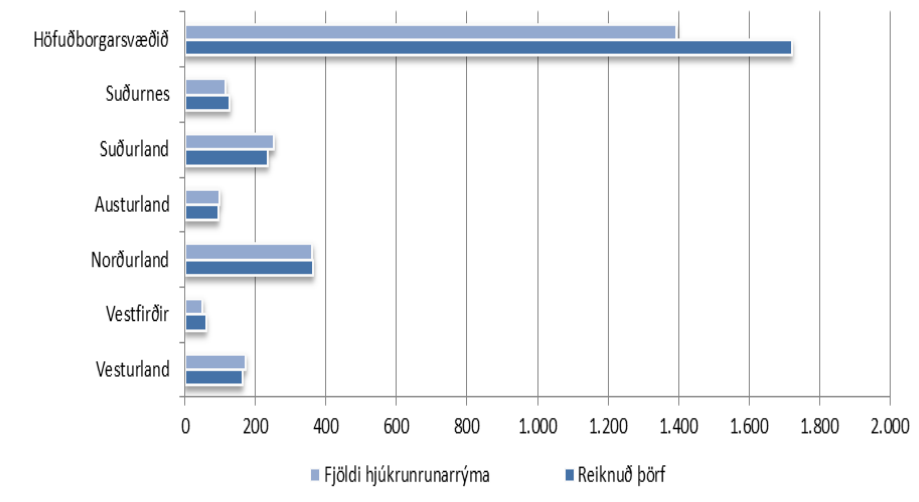 Höfuðborgarsvæðið
Suðurnes
Suðurland
Austurland
Norðurland
Vestfirðir
Vesturland
0 200 400 600 800 1.000 1.200 1.400 1.600 1.800 2.000
Fjöldi hjúkrunrunarrýma Reiknuð þörf